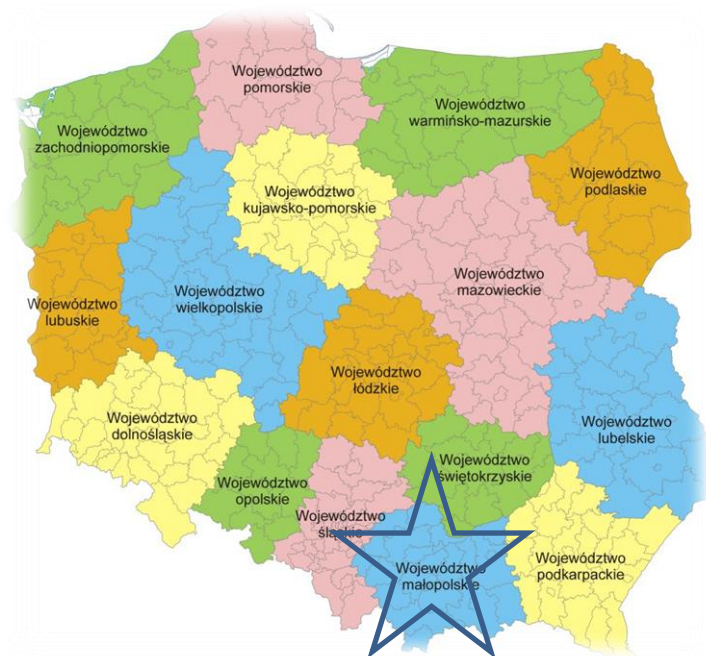 Województwo
pomorskie
Województwo
warmińsko-mazurskie
Województwo
zachodniopomorskie
Województwo
podlaskie
Województwo
kujawsko-pomorskie
Województwo
mazowieckie
Województwo
wielkopolskie
Województwo
lubuskie
Województwo
łódzkie
Województwo
dolnośląskie
Województwo
lubelskie
Województwo
świętokrzyskie
Województwo
opolskie
Województwo
śląskie
Województwo
podkarpackie
Województwo
małopolskie